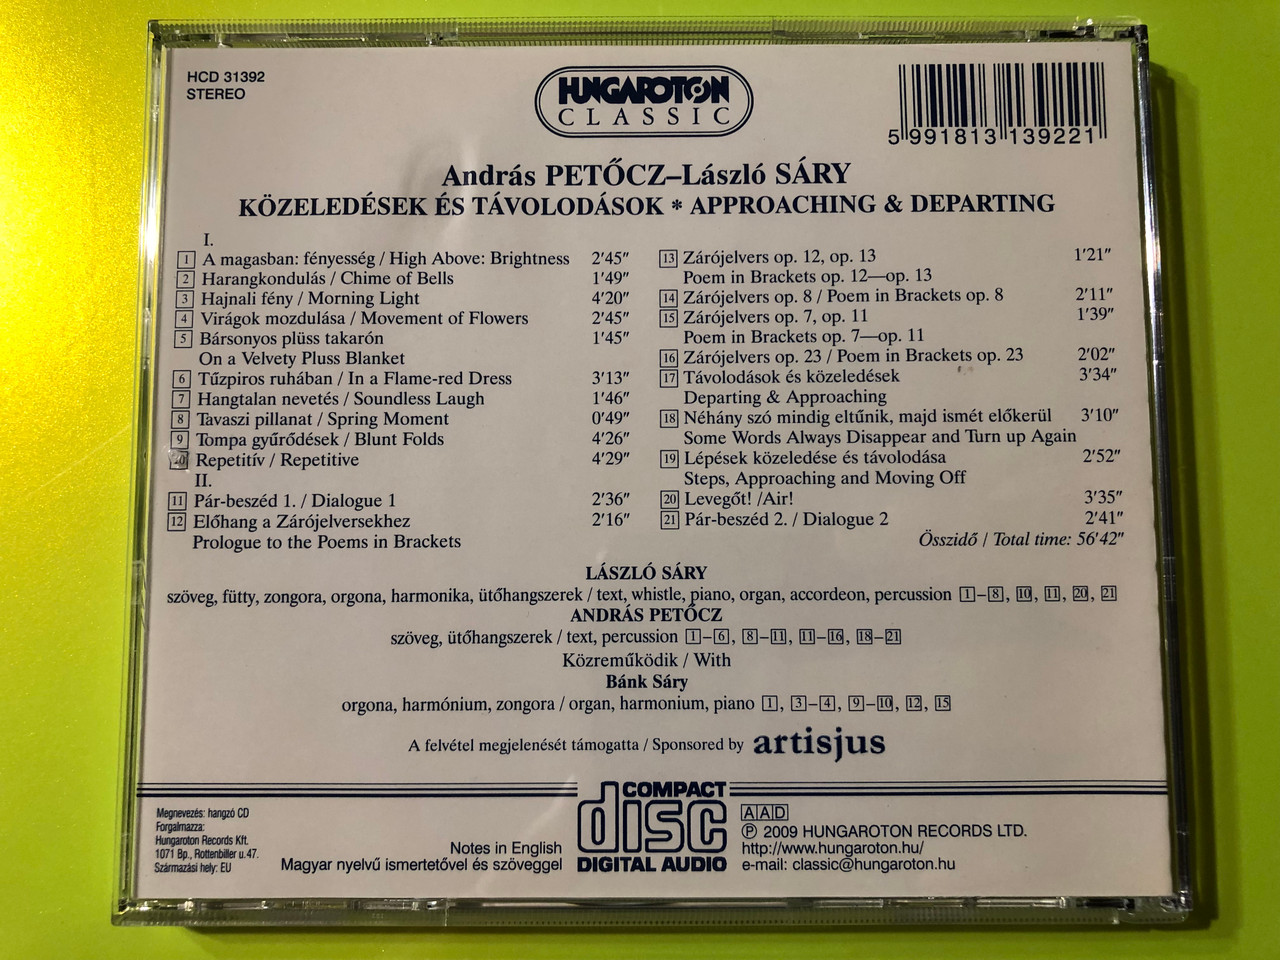 HCD 31392
STEREO
HUNGAROTON
CLASSIC
5 991813 139221
András PETŐCZ–László SÁRY
KÖZELEDÉSEK ÉS TÁVOLODÁSOK * APPROACHING & DEPARTING
I.
1 A magasban: fényesség / High Above: Brightness 2′45″
2 Harangkondulás / Chime of Bells 1′49″
3 Hajnali fény / Morning Light 4′20″
4 Virágok mozdulása / Movement of Flowers 2′45″
5 Bársonyos plüss takarón 1′45″
On a Velvety Pluss Blanket
6 Tűzpiros ruhában / In a Flame-red Dress 3′13″
7 Hangtalan nevetés / Soundless Laugh 1′46″
8 Tavaszi pillanat / Spring Moment 0′49″
9 Tompa gyűrődések / Blunt Folds 4′26″
10 Repetitív / Repetitive 4′29″
II.
11 Pár-beszéd 1. / Dialogue 1 2′36″
12 Előhang a Zárójelversekhez 2′16″
Prologue to the Poems in Brackets
13 Zárójelvers op. 12, op. 13 1′21″
Poem in Brackets op. 12—op. 13
14 Zárójelvers op. 8 / Poem in Brackets op. 8 2′11″
15 Zárójelvers op. 7, op. 11 1′39″
Poem in Brackets op. 7—op. 11
16 Zárójelvers op. 23 / Poem in Brackets op. 23 2′02″
17 Távolodások és közeledések 3′34″
Departing & Approaching
18 Néhány szó mindig eltűnik, majd ismét előkerül 3′10″
Some Words Always Disappear and Turn up Again
19 Lépések közeledése és távolodása 2′52″
Steps, Approaching and Moving Off
20 Levegőt! /Air! 3′35″
21 Pár-beszéd 2. / Dialogue 2 2′41″
Összidő / Total time: 56′42″
LÁSZLÓ SÁRY
szöveg, fütty, zongora, orgona, harmonika, ütőhangszerek / text, whistle, piano, organ, accordeon, percussion 1–8, 10, 11, 20, 21
ANDRÁS PETŐCZ
szöveg, ütőhangszerek / text, percussion 1–6, 8–11, 11–16, 18–21
Közreműködik / With
Bánk Sáry
orgona, harmónium, zongora / organ, harmonium, piano 1, 3–4, 9–10, 12, 15
A felvétel megjelenését támogatta / Sponsored by artisjus
Megnevezés: hangzó CD
Forgalmazza:
Hungaroton Records Kft.
1071 Bp., Rottenbiller u. 47.
Származási hely: EU
Notes in English
Magyar nyelvű ismertetővel és szöveggel
COMPACT
disc
DIGITAL AUDIO
AAD
℗ 2009 HUNGAROTON RECORDS LTD.
http://www.hungaroton.hu/
e-mail: classic@hungaroton.hu